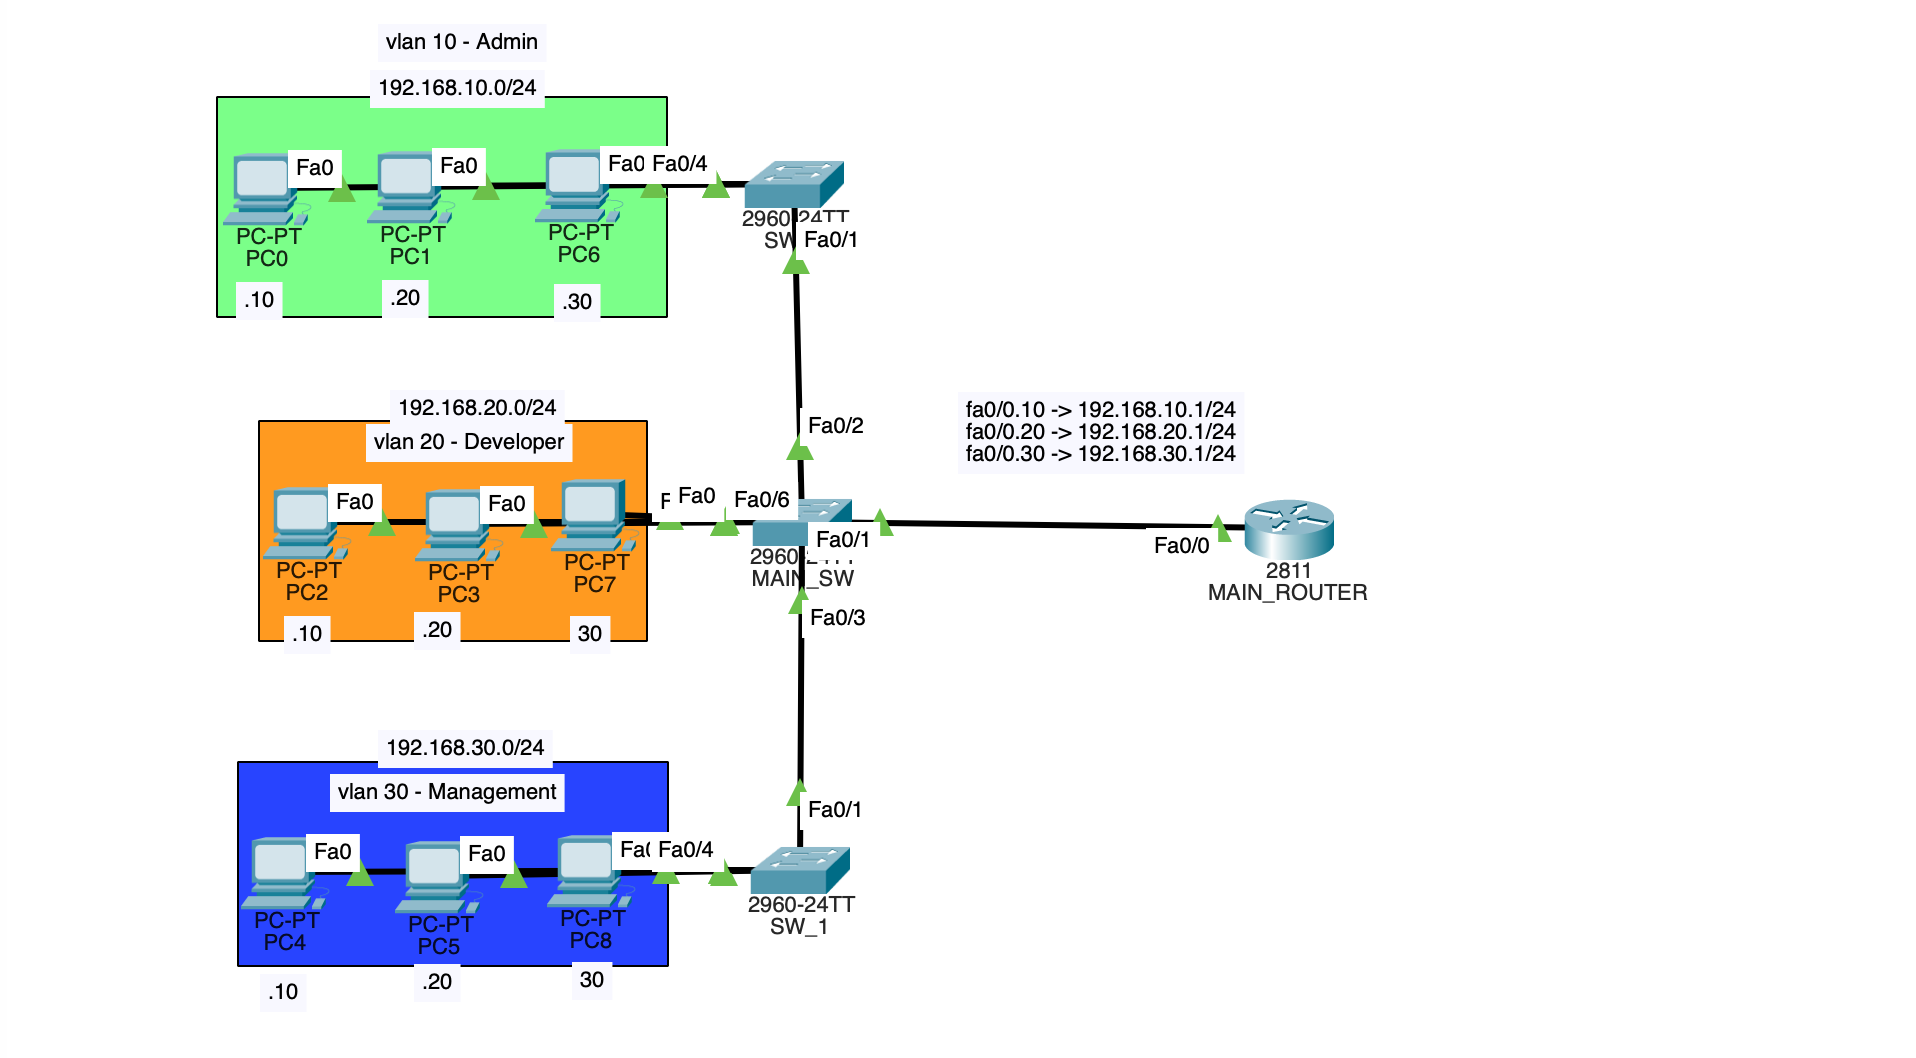 vlan 10 - Admin
192.168.10.0/24
Fa0
Fa0
Fa0
Fa0/4
PC-PT
PC0
PC-PT
PC1
PC-PT
PC6
.10
.20
.30
2960-24TT
SW
Fa0/1
192.168.20.0/24
vlan 20 - Developer
Fa0
Fa0
Fa0
Fa0/6
PC-PT
PC2
PC-PT
PC3
PC-PT
PC7
.10
.20
30
Fa0/2
Fa0/1
2960-24TT
MAIN_SW
Fa0/3
fa0/0.10 -> 192.168.10.1/24
fa0/0.20 -> 192.168.20.1/24
fa0/0.30 -> 192.168.30.1/24
Fa0/0
2811
MAIN_ROUTER
192.168.30.0/24
vlan 30 - Management
Fa0
Fa0
Fa0/4
PC-PT
PC4
PC-PT
PC5
PC-PT
PC8
.10
.20
30
Fa0/1
2960-24TT
SW_1